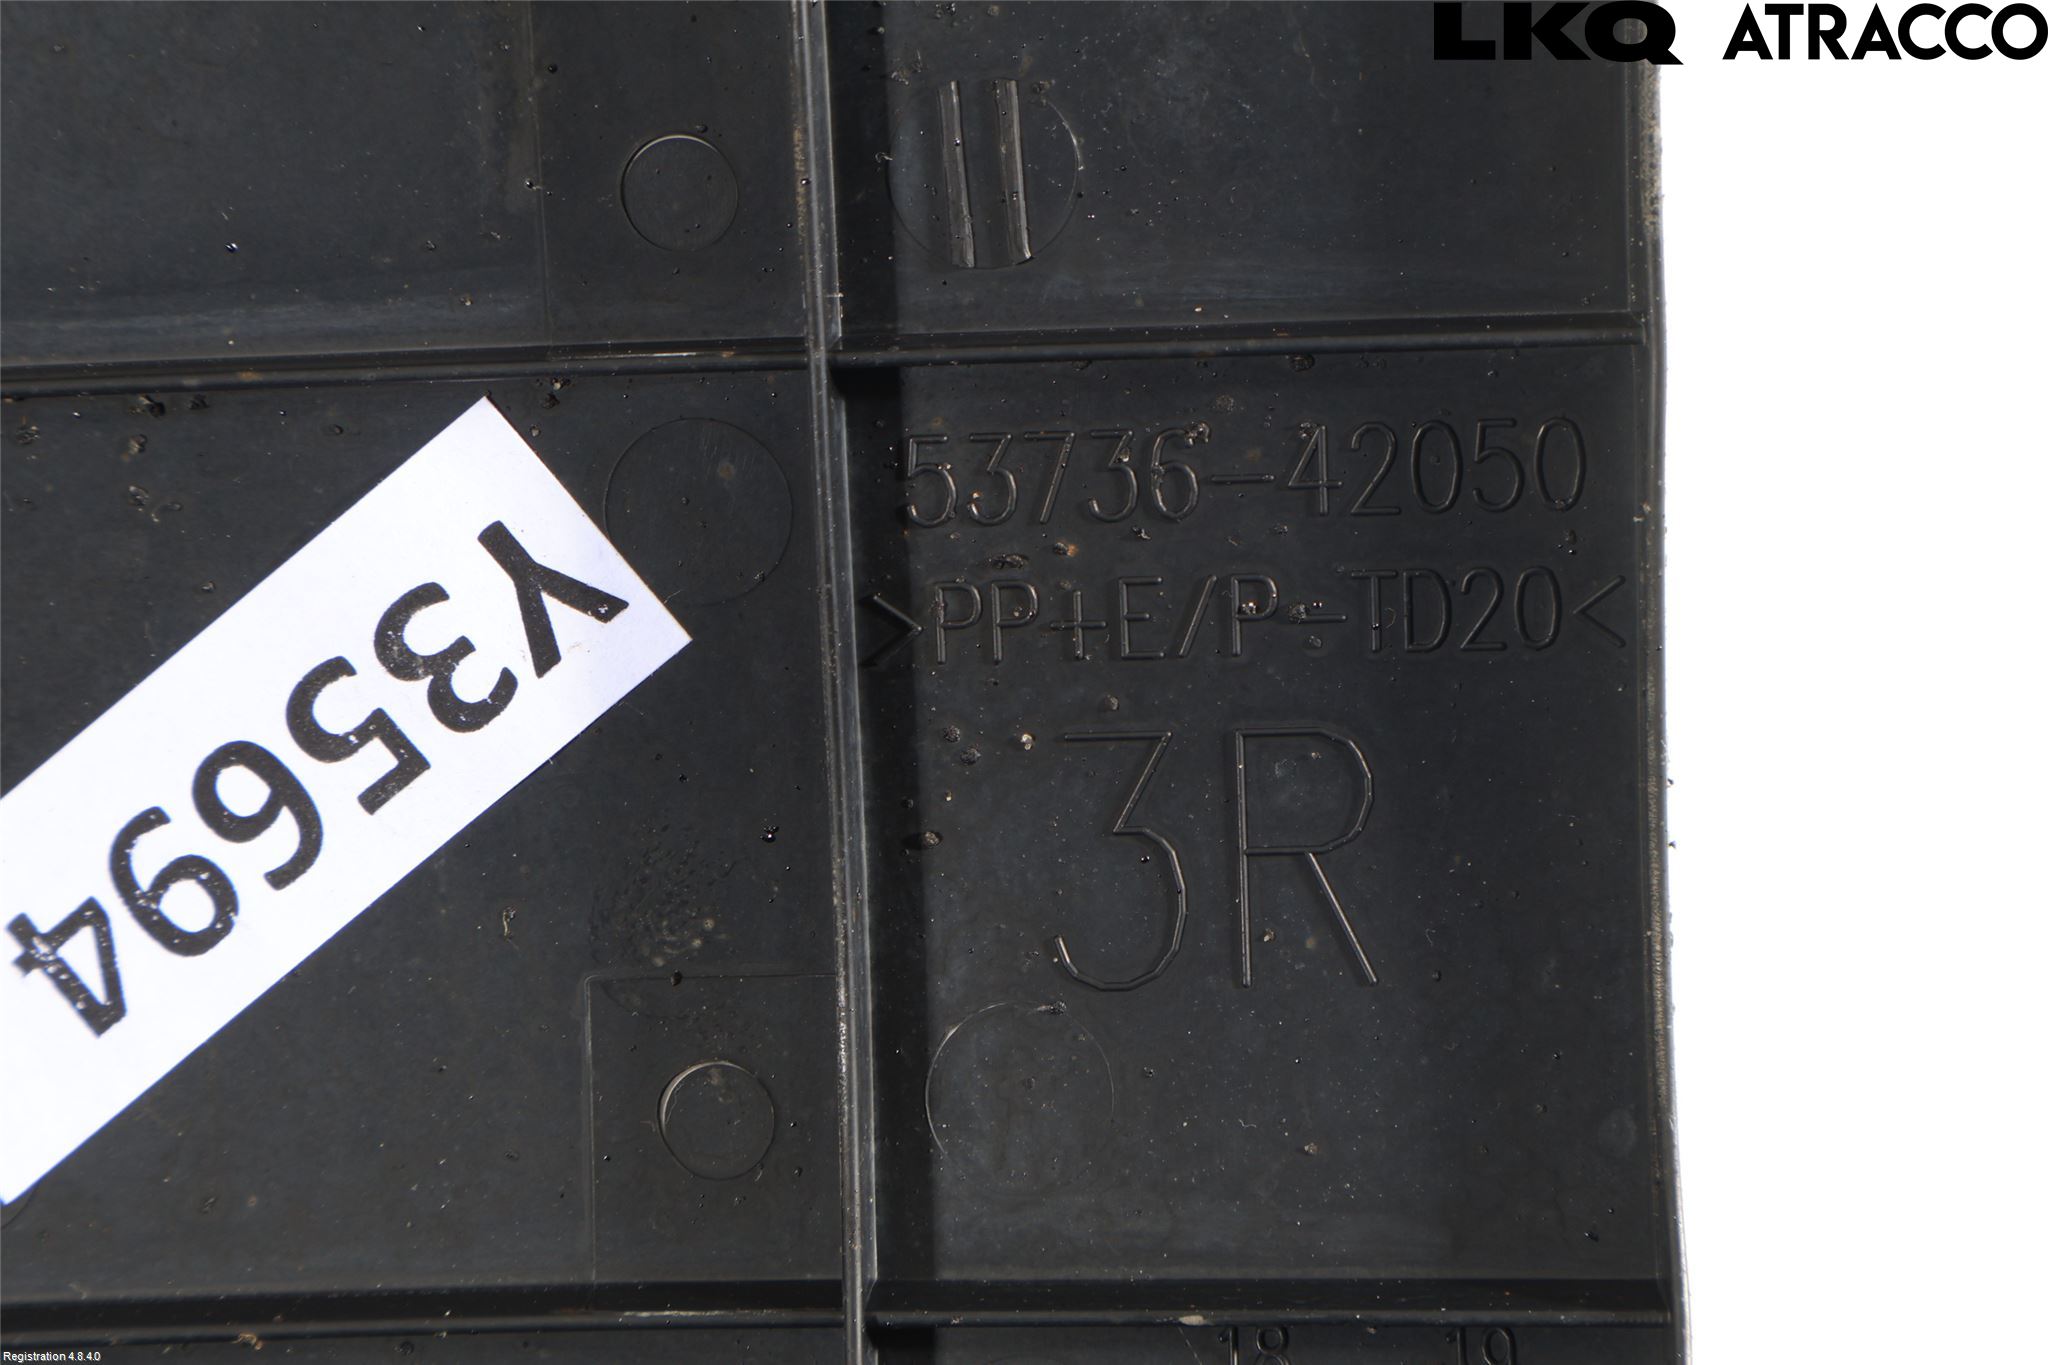 LKQ ATRACCO
53736-42050
>PP+E/P-TD20<
3R
Y35694
18 19
Registration 4.8.4.0